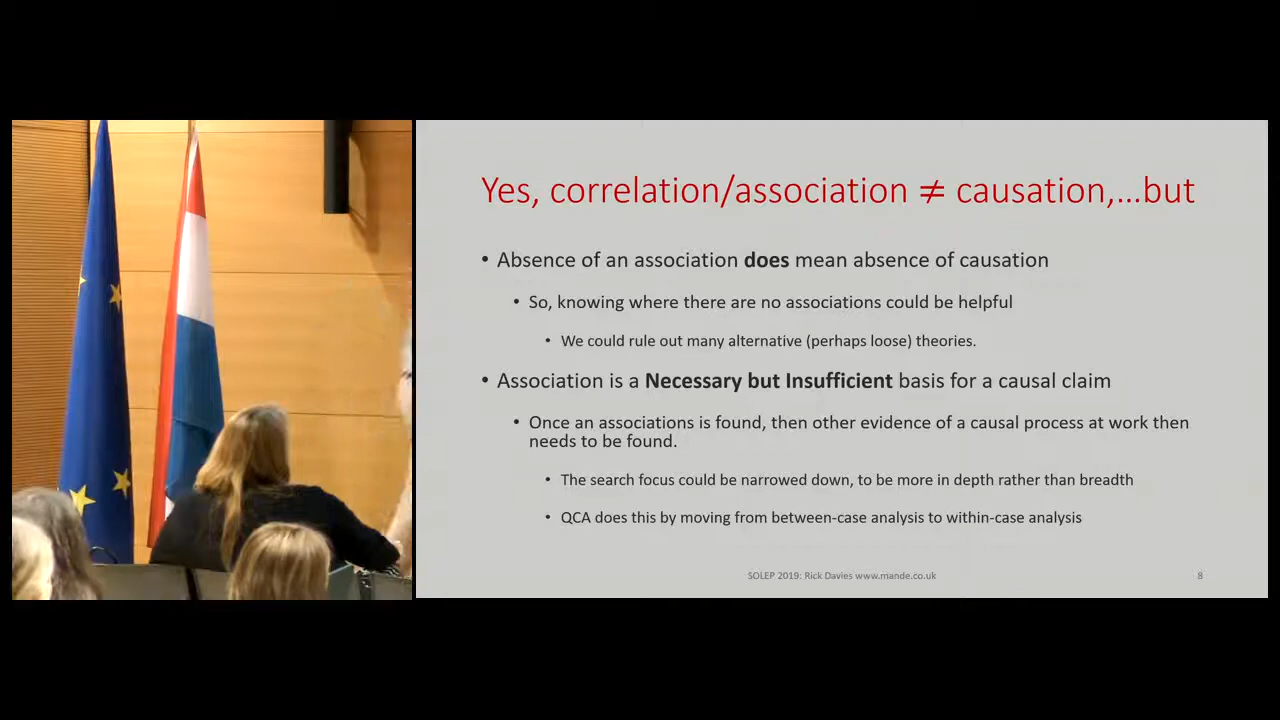 Yes, correlation/association ≠ causation,...but
• Absence of an association does mean absence of causation
• So, knowing where there are no associations could be helpful
• We could rule out many alternative (perhaps loose) theories.
• Association is a Necessary but Insufficient basis for a causal claim
• Once an associations is found, then other evidence of a causal process at work then
needs to be found.
• The search focus could be narrowed down, to be more in depth rather than breadth
• QCA does this by moving from between-case analysis to within-case analysis
SOLEP 2019: Rick Davies www.mande.co.uk
8